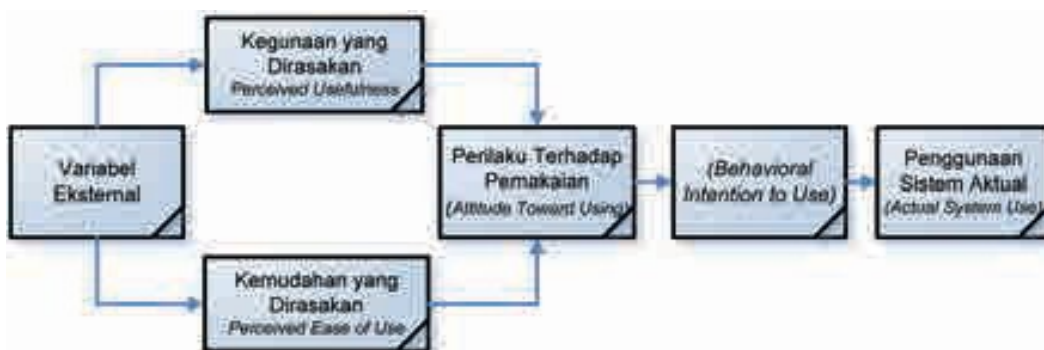 Kegunaan yang
Dirasakan
Perceived Usefulness
Variabel
Eksternal
Kemudahan yang
Dirasakan
Perceived Ease of Use
Perilaku Terhadap
Pemakaian
(Attitude Toward Using)
(Behavioral
Intention to Use)
Penggunaan
Sistem Aktual
(Actual System Use)